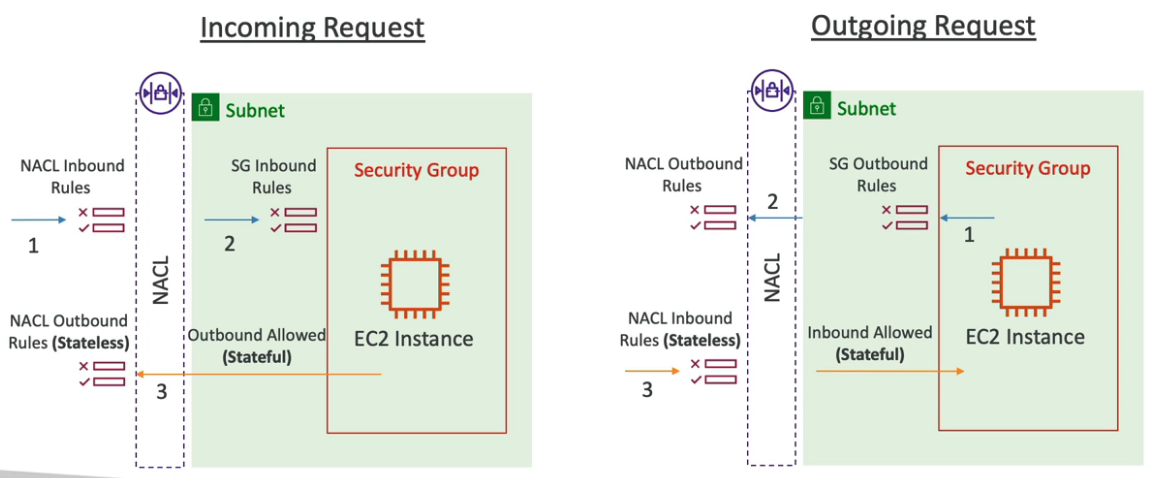 Incoming Request
Subnet
NACL Inbound
Rules
SG Inbound
Rules
Security Group
1
2
NACL
NACL Outbound
Rules (Stateless)
Outbound Allowed
(Stateful)
EC2 Instance
3
Outgoing Request
Subnet
NACL Outbound
Rules
SG Outbound
Rules
Security Group
2
1
NACL
NACL Inbound
Rules (Stateless)
Inbound Allowed
(Stateful)
EC2 Instance
3